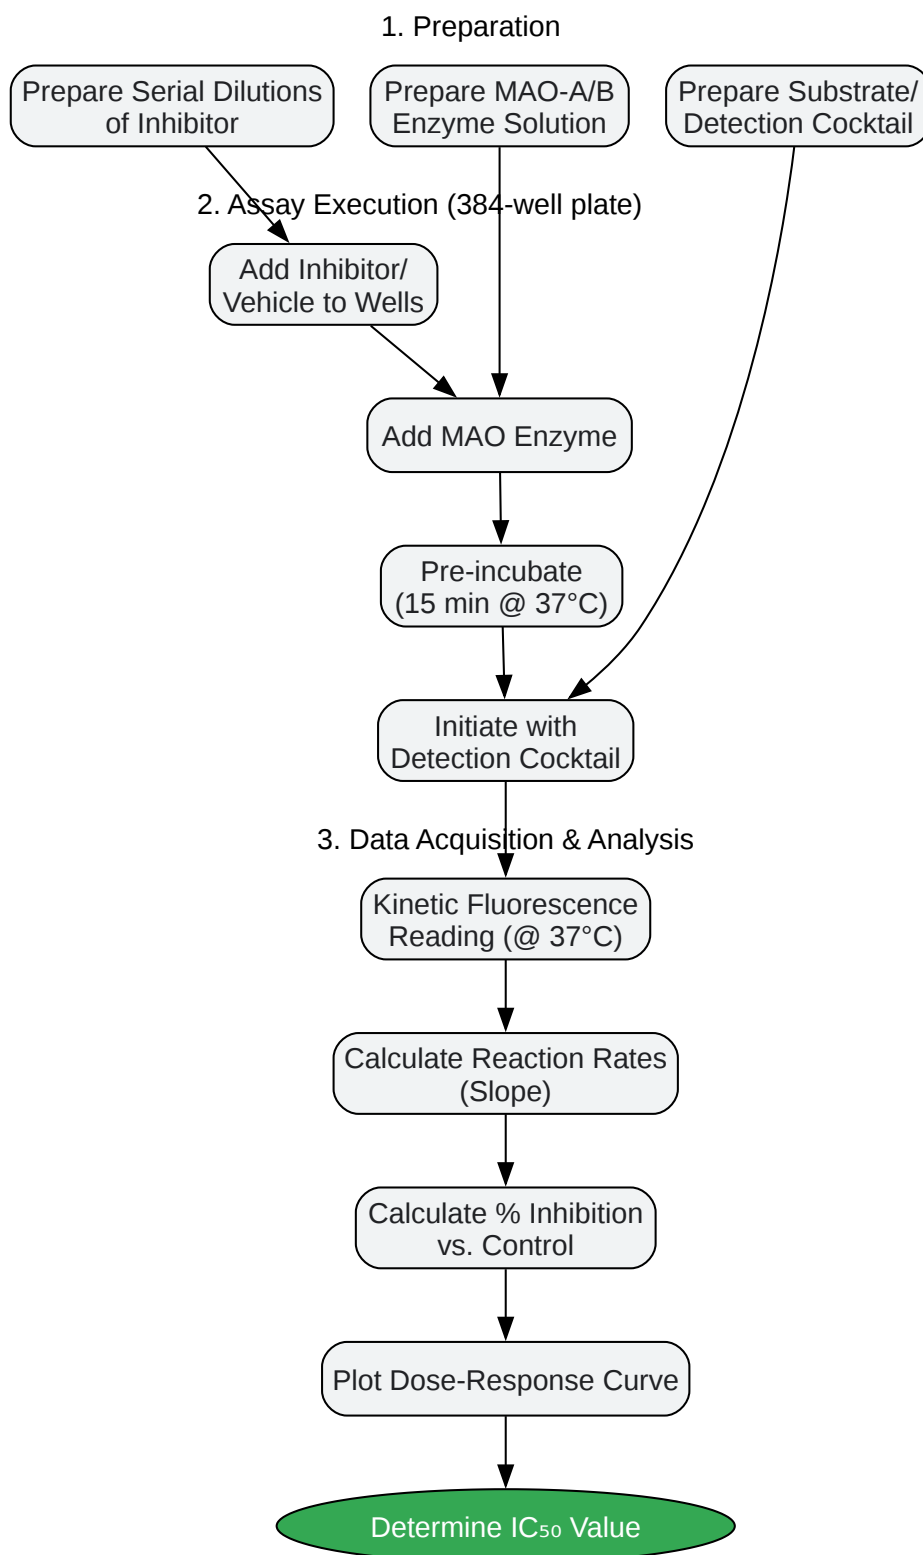 1. Preparation
Prepare Serial Dilutions
of Inhibitor
Prepare MAO-A/B
Enzyme Solution
Prepare Substrate/
Detection Cocktail
2. Assay Execution (384-well plate)
Add Inhibitor/
Vehicle to Wells
Add MAO Enzyme
Pre-incubate
(15 min @ 37°C)
Initiate with
Detection Cocktail
3. Data Acquisition & Analysis
Kinetic Fluorescence
Reading (@ 37°C)
Calculate Reaction Rates
(Slope)
Calculate % Inhibition
vs. Control
Plot Dose-Response Curve
Determine IC₅₀ Value